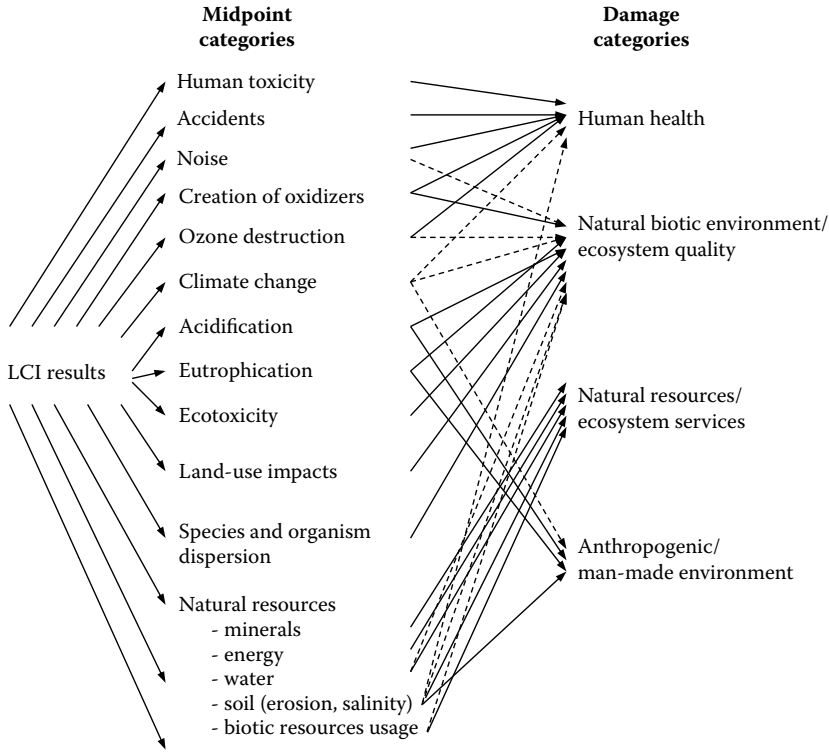 Midpoint
categories
Damage
categories
Human toxicity
Accidents
Noise
Creation of oxidizers
Ozone destruction
Climate change
Acidification
LCI results
Eutrophication
Ecotoxicity
Land-use impacts
Species and organism
dispersion
Natural resources
- minerals
- energy
- water
- soil (erosion, salinity)
- biotic resources usage
Human health
Natural biotic environment/
ecosystem quality
Natural resources/
ecosystem services
Anthropogenic/
man-made environment